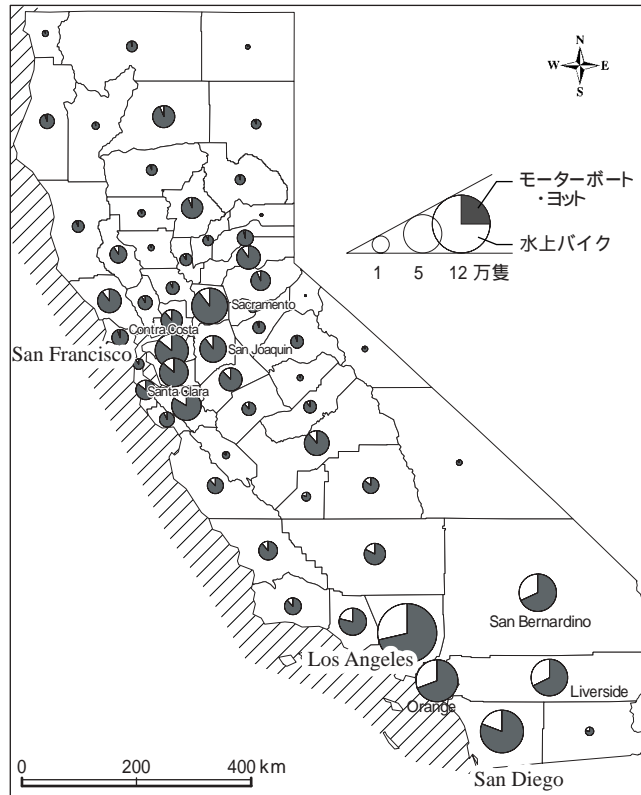 N
W E
S
モーターボート
・ヨット
水上バイク
1 5 12 万隻
Sacramento
Contra Costa
San Francisco
San Joaquin
Santa Clara
San Bernardino
Los Angeles
Liverside
Orange
San Diego
0 200 400 km